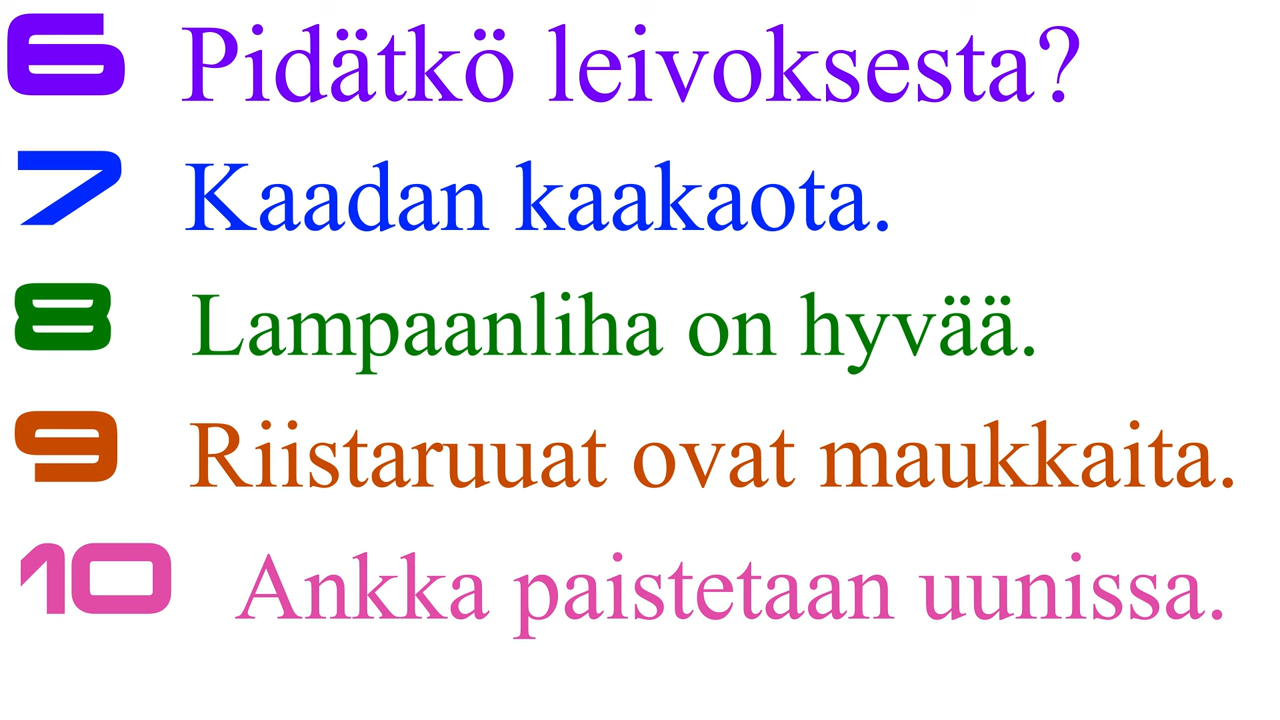 6 Pidätkö leivoksesta?
7 Kaadan kaakaota.
8 Lampaanliha on hyvää.
9 Riistaruuat ovat maukkaita.
10 Ankka paistetaan uunissa.